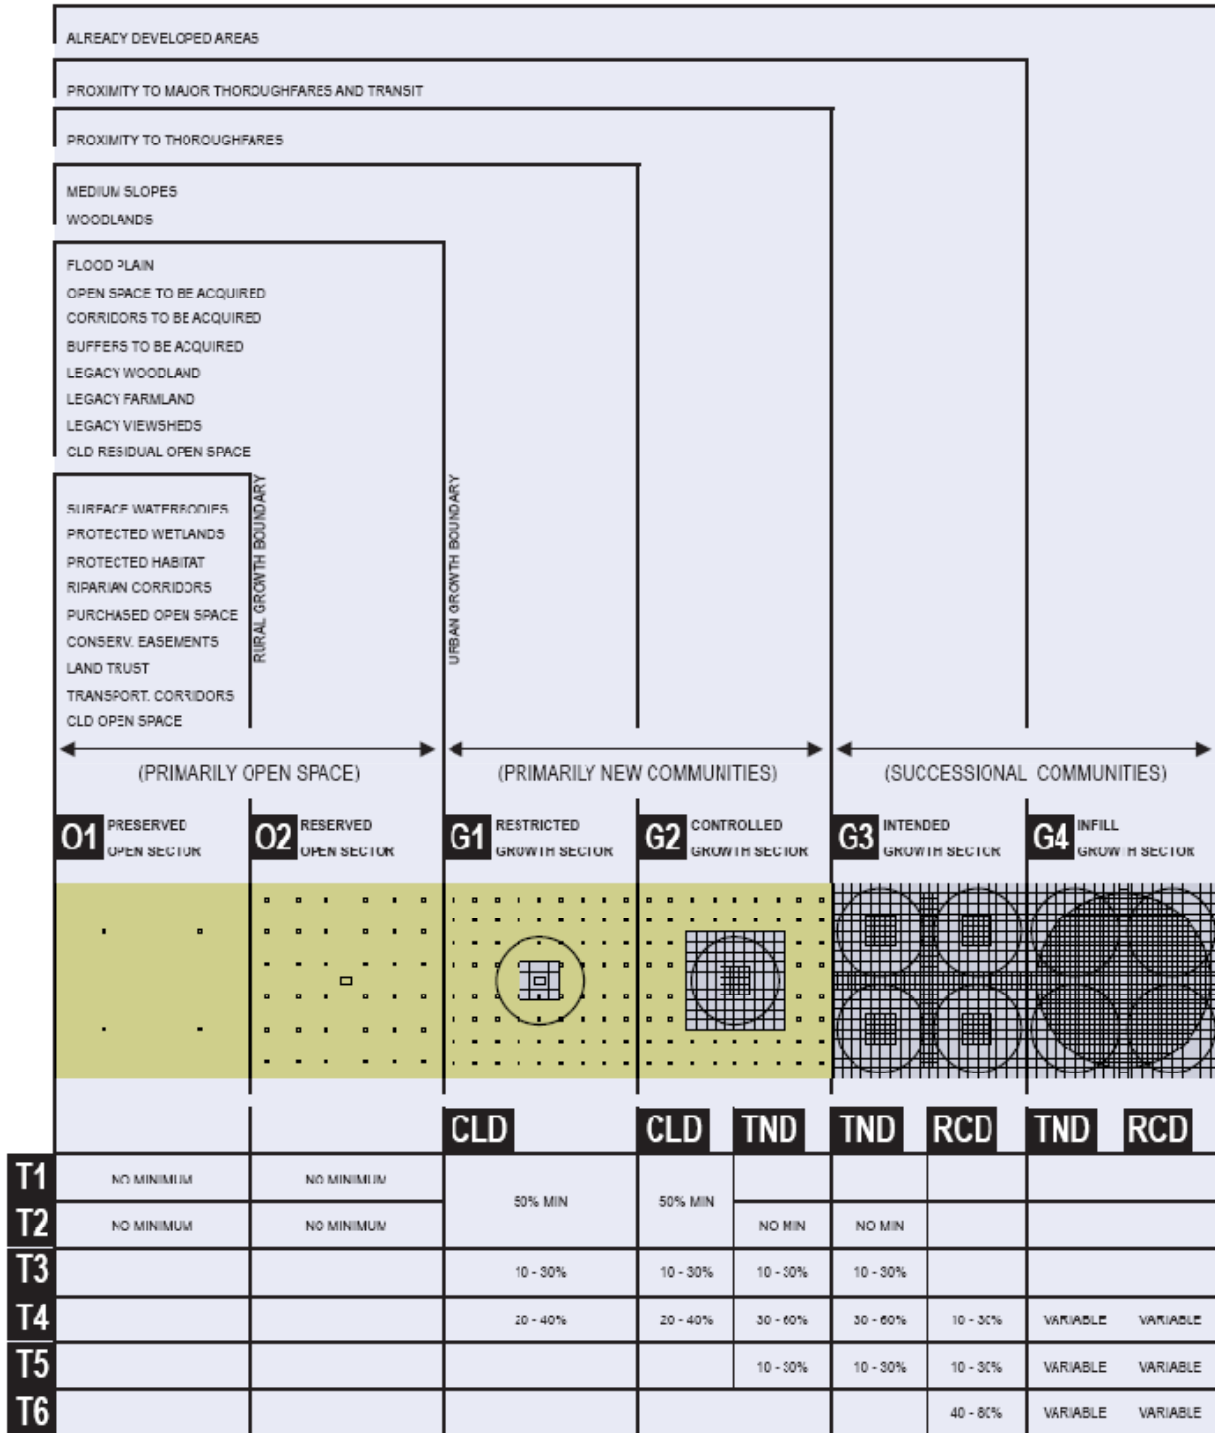 ALREADY DEVELOPED AREAS
PROXIMITY TO MAJOR THOROUGHFARES AND TRANSIT
PROXIMITY TO THOROUGHFARES
MEDIUM SLOPES
WOODLANDS
FLOOD PLAIN
OPEN SPACE TO BE ACQUIRED
CORRIDORS TO BE ACQUIRED
BUFFERS TO BE ACQUIRED
LEGACY WOODLAND
LEGACY FARMLAND
LEGACY VIEWSHEDS
CLD RESIDUAL OPEN SPACE
SURFACE WATERBODIES
PROTECTED WETLANDS
PROTECTED HABITAT
RIPARIAN CORRIDORS
PURCHASED OPEN SPACE
CONSERV. EASEMENTS
LAND TRUST
TRANSPORT. CORRIDORS
CLD OPEN SPACE
RURAL GROWTH BOUNDARY
URBAN GROWTH BOUNDARY
(PRIMARILY OPEN SPACE) (PRIMARILY NEW COMMUNITIES) (SUCCESSIONAL COMMUNITIES)
O1 PRESERVED
OPEN SECTOR
O2 RESERVED
OPEN SECTOR
G1 RESTRICTED
GROWTH SECTOR
G2 CONTROLLED
GROWTH SECTOR
G3 INTENDED
GROWTH SECTOR
G4 INFILL
GROWTH SECTOR
CLD CLD TND TND RCD TND RCD
T1 NO MINIMUM NO MINIMUM
50% MIN 50% MIN
T2 NO MINIMUM NO MINIMUM NO MIN NO MIN
T3 10 - 30% 10 - 30% 10 - 30% 10 - 30%
T4 20 - 40% 20 - 40% 30 - 60% 30 - 60% 10 - 30% VARIABLE VARIABLE
T5 10 - 30% 10 - 30% 10 - 30% VARIABLE VARIABLE
T6 40 - 80% VARIABLE VARIABLE